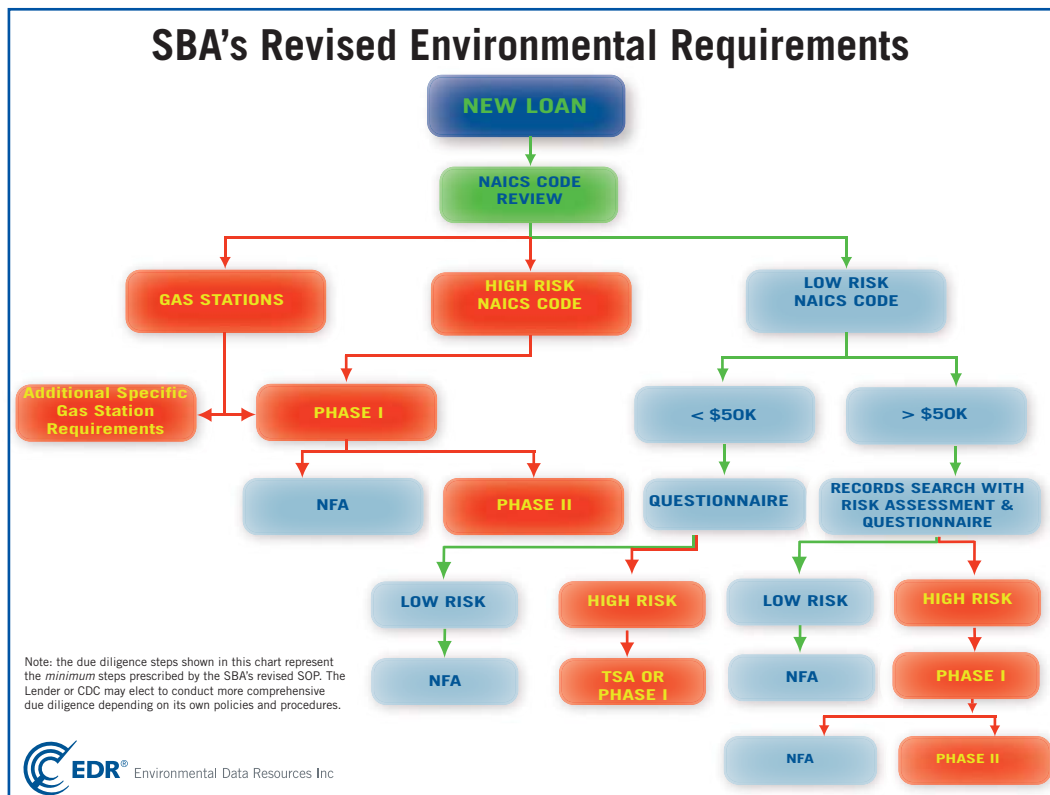 SBA's Revised Environmental Requirements
NEW LOAN
NAICS CODE
REVIEW
GAS STATIONS
HIGH RISK
NAICS CODE
LOW RISK
NAICS CODE
Additional Specific
Gas Station
Requirements
PHASE I
< $50K
> $50K
NFA
PHASE II
QUESTIONNAIRE
RECORDS SEARCH WITH
RISK ASSESSMENT &
QUESTIONNAIRE
LOW RISK
HIGH RISK
LOW RISK
HIGH RISK
NFA
TSA OR
PHASE I
NFA
PHASE I
NFA
PHASE II
Note: the due diligence steps shown in this chart represent
the minimum steps prescribed by the SBA's revised SOP. The
Lender or CDC may elect to conduct more comprehensive
due diligence depending on its own policies and procedures.
EDR® Environmental Data Resources Inc